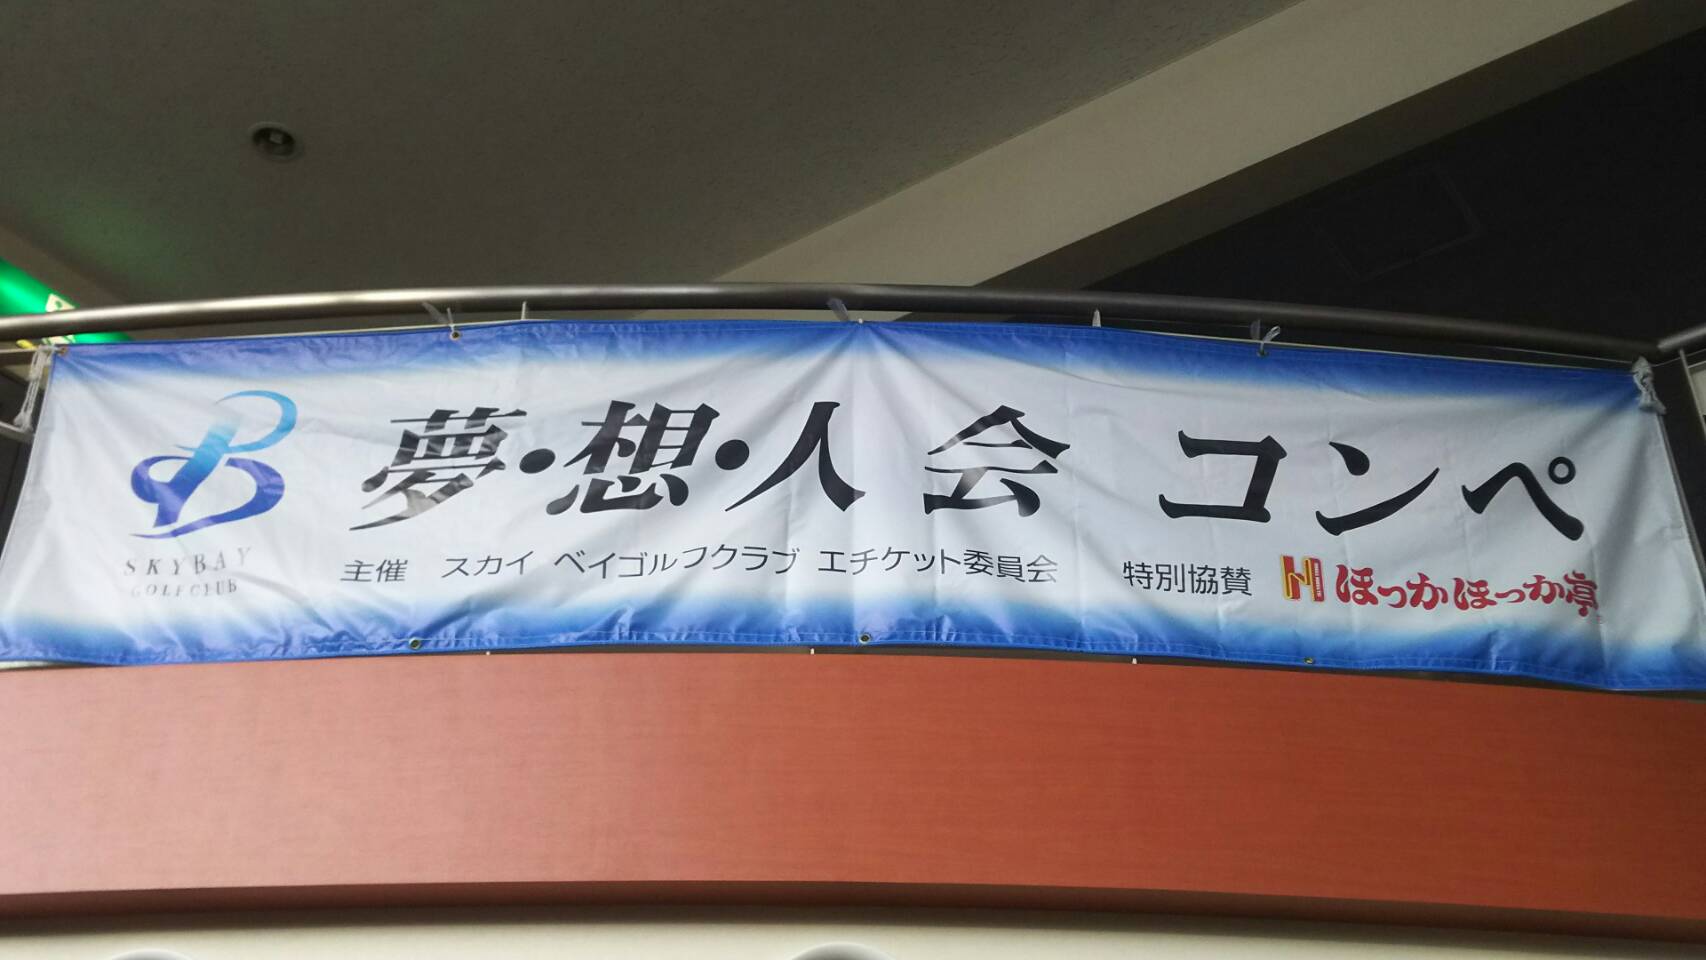 夢・想・人 会 コンペ
SKYBAY
GOLF CLUB
主催 スカイ ベイゴルフクラブ エチケット委員会 特別協賛 H ほっかほっか亭